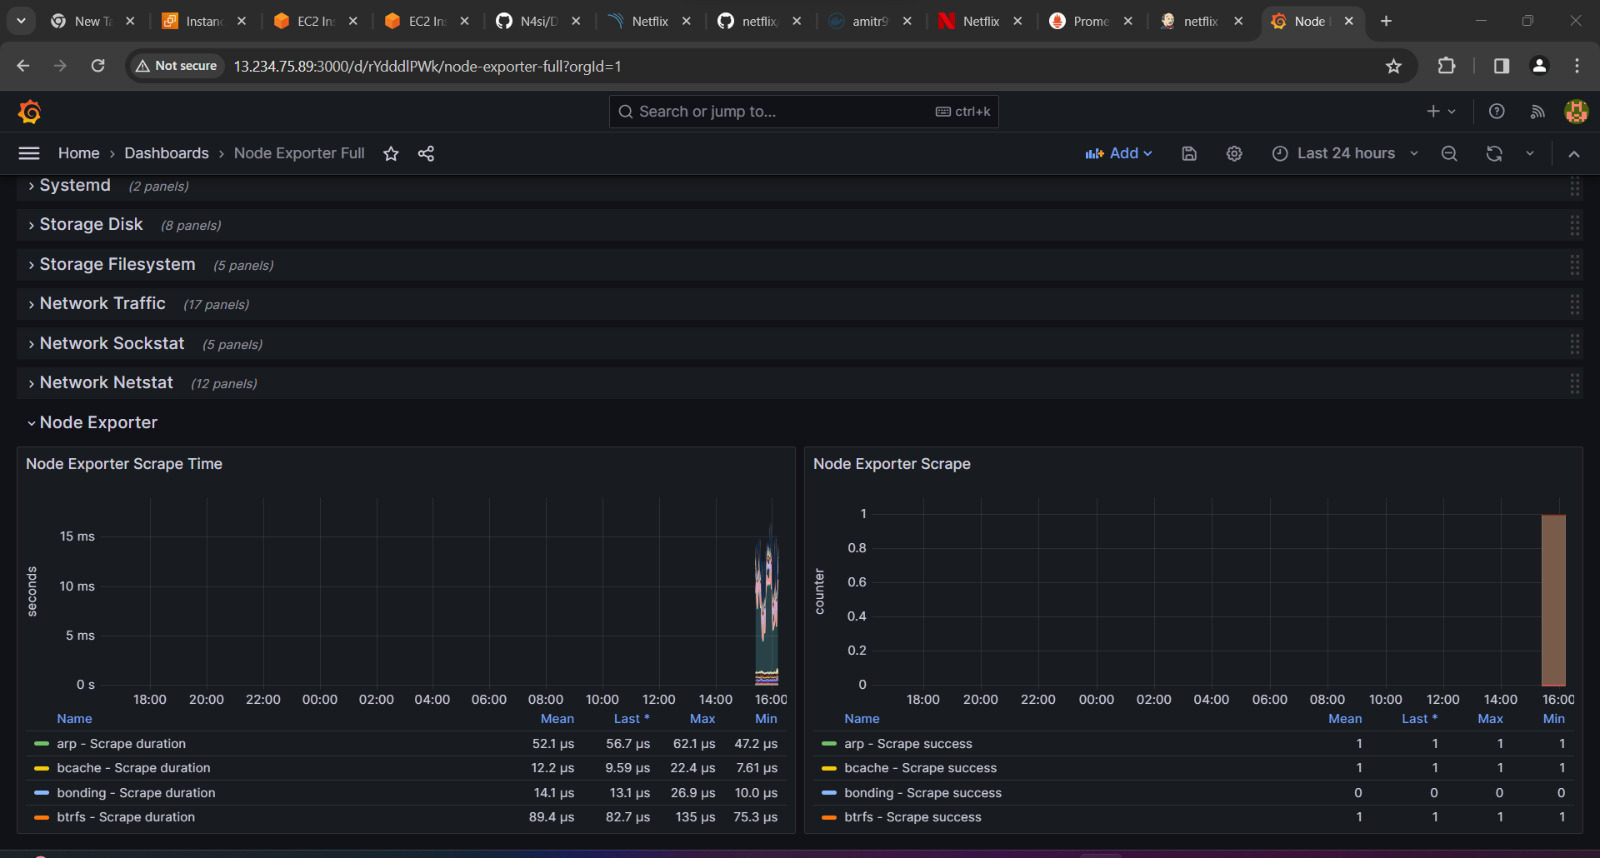 New Ta
Instanc
EC2 Ins
EC2 Ins
N4si/D
Netflix
netflix,
amitr9
Netflix
Prome
netflix
Node
Not secure
13.234.75.89:3000/d/rYdddlPWk/node-exporter-full?orgId=1
Search or jump to...
ctrl+k
Home › Dashboards › Node Exporter Full
Add
Last 24 hours
Systemd (2 panels)
Storage Disk (8 panels)
Storage Filesystem (5 panels)
Network Traffic (17 panels)
Network Sockstat (5 panels)
Network Netstat (12 panels)
Node Exporter
Node Exporter Scrape Time
seconds
15 ms
10 ms
5 ms
0 s
18:00 20:00 22:00 00:00 02:00 04:00 06:00 08:00 10:00 12:00 14:00 16:00
Name Mean Last * Max Min
arp - Scrape duration 52.1 µs 56.7 µs 62.1 µs 47.2 µs
bcache - Scrape duration 12.2 µs 9.59 µs 22.4 µs 7.61 µs
bonding - Scrape duration 14.1 µs 13.1 µs 26.9 µs 10.0 µs
btrfs - Scrape duration 89.4 µs 82.7 µs 135 µs 75.3 µs
Node Exporter Scrape
counter
1
0.8
0.6
0.4
0.2
0
18:00 20:00 22:00 00:00 02:00 04:00 06:00 08:00 10:00 12:00 14:00 16:00
Name Mean Last * Max Min
arp - Scrape success 1 1 1 1
bcache - Scrape success 1 1 1 1
bonding - Scrape success 0 0 0 0
btrfs - Scrape success 1 1 1 1